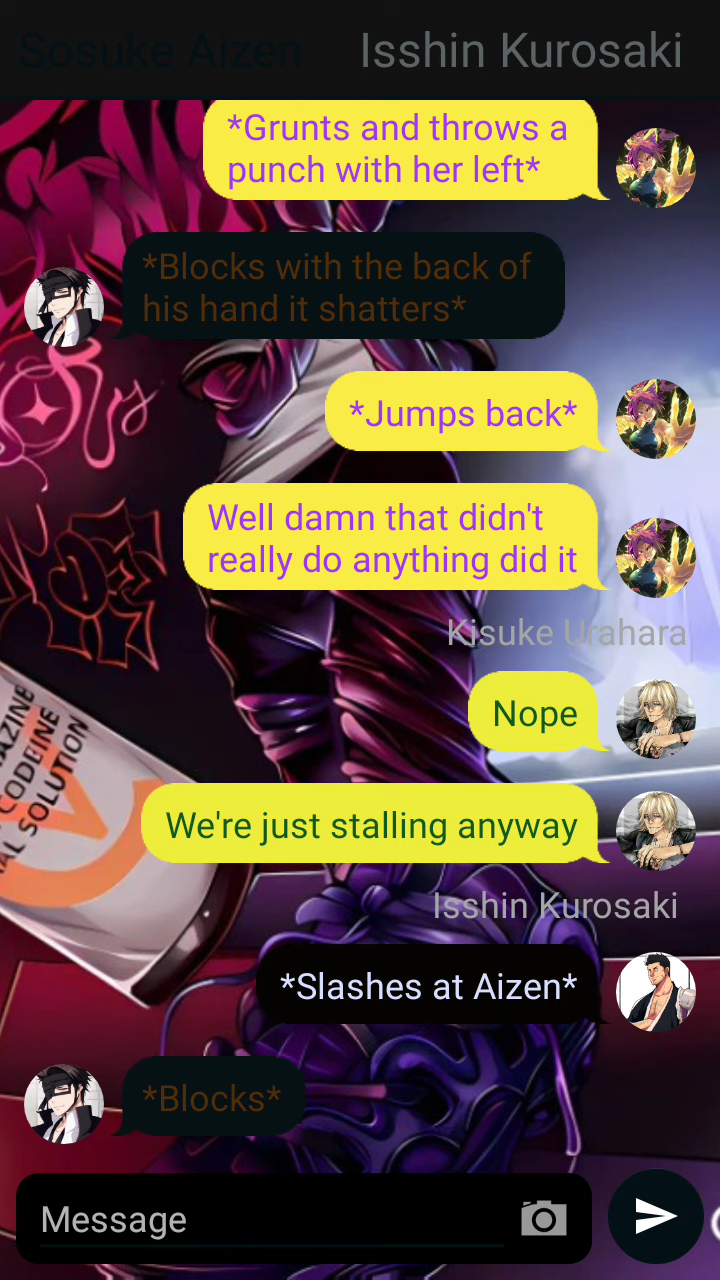 Sosuke Aizen
Isshin Kurosaki
*Grunts and throws a
punch with her left*
*Blocks with the back of
his hand it shatters*
*Jumps back*
Well damn that didn't
really do anything did it
Kisuke Urahara
Nope
We're just stalling anyway
Isshin Kurosaki
*Slashes at Aizen*
*Blocks*
Message
CODEINE
SOLUTION